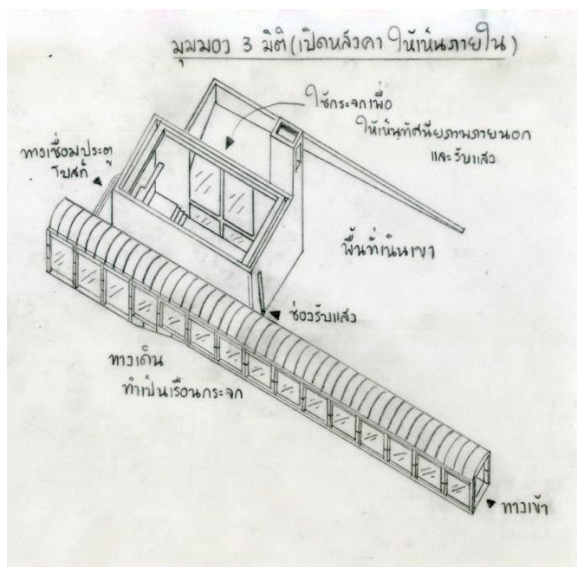 มุมมอง 3 มิติ (เปิดหลังคา ให้เห็นภายใน)
ใช้กระจกเพื่อ
ให้เห็นทัศนียภาพภายนอก
และรับแสง
ทางเชื่อมประตู
โบสถ์
พื้นที่เนินเขา
ช่องรับแสง
ทางเดิน
ทำเป็นเรือนกระจก
ทางเข้า